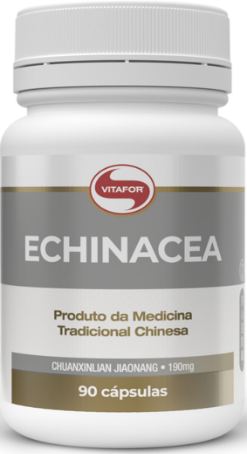 VITAFOR
ECHINACEA
Produto da Medicina
Tradicional Chinesa
CHUANXINLIAN JIAONANG • 190mg
90 cápsulas